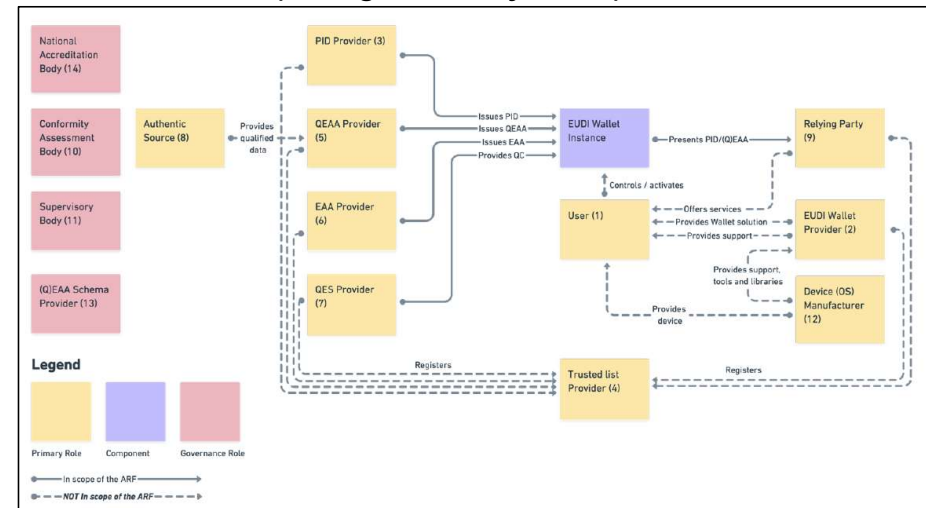 National
Accreditation
Body (14)
PID Provider (3)
Conformity
Assessment
Body (10)
Authentic
Source (8)
Provides
qualified
data
QEAA Provider
(5)
Issues PID
Issues QEAA
Issues EAA
Provides QC
EUDI Wallet
Instance
Presents PID/(Q)EAA
Relying Party
(9)
Controls / activates
Supervisory
Body (11)
EAA Provider
(6)
User (1)
Offers services
Provides Wallet solution
Provides support
EUDI Wallet
Provider (2)
(Q)EAA Schema
Provider (13)
QES Provider
(7)
Provides support,
tools and libraries
Device (OS)
Manufacturer
(12)
Provides
device
Legend
Registers
Trusted list
Provider (4)
Registers
Primary Role
Component
Governance Role
In scope of the ARF
NOT In scope of the ARF